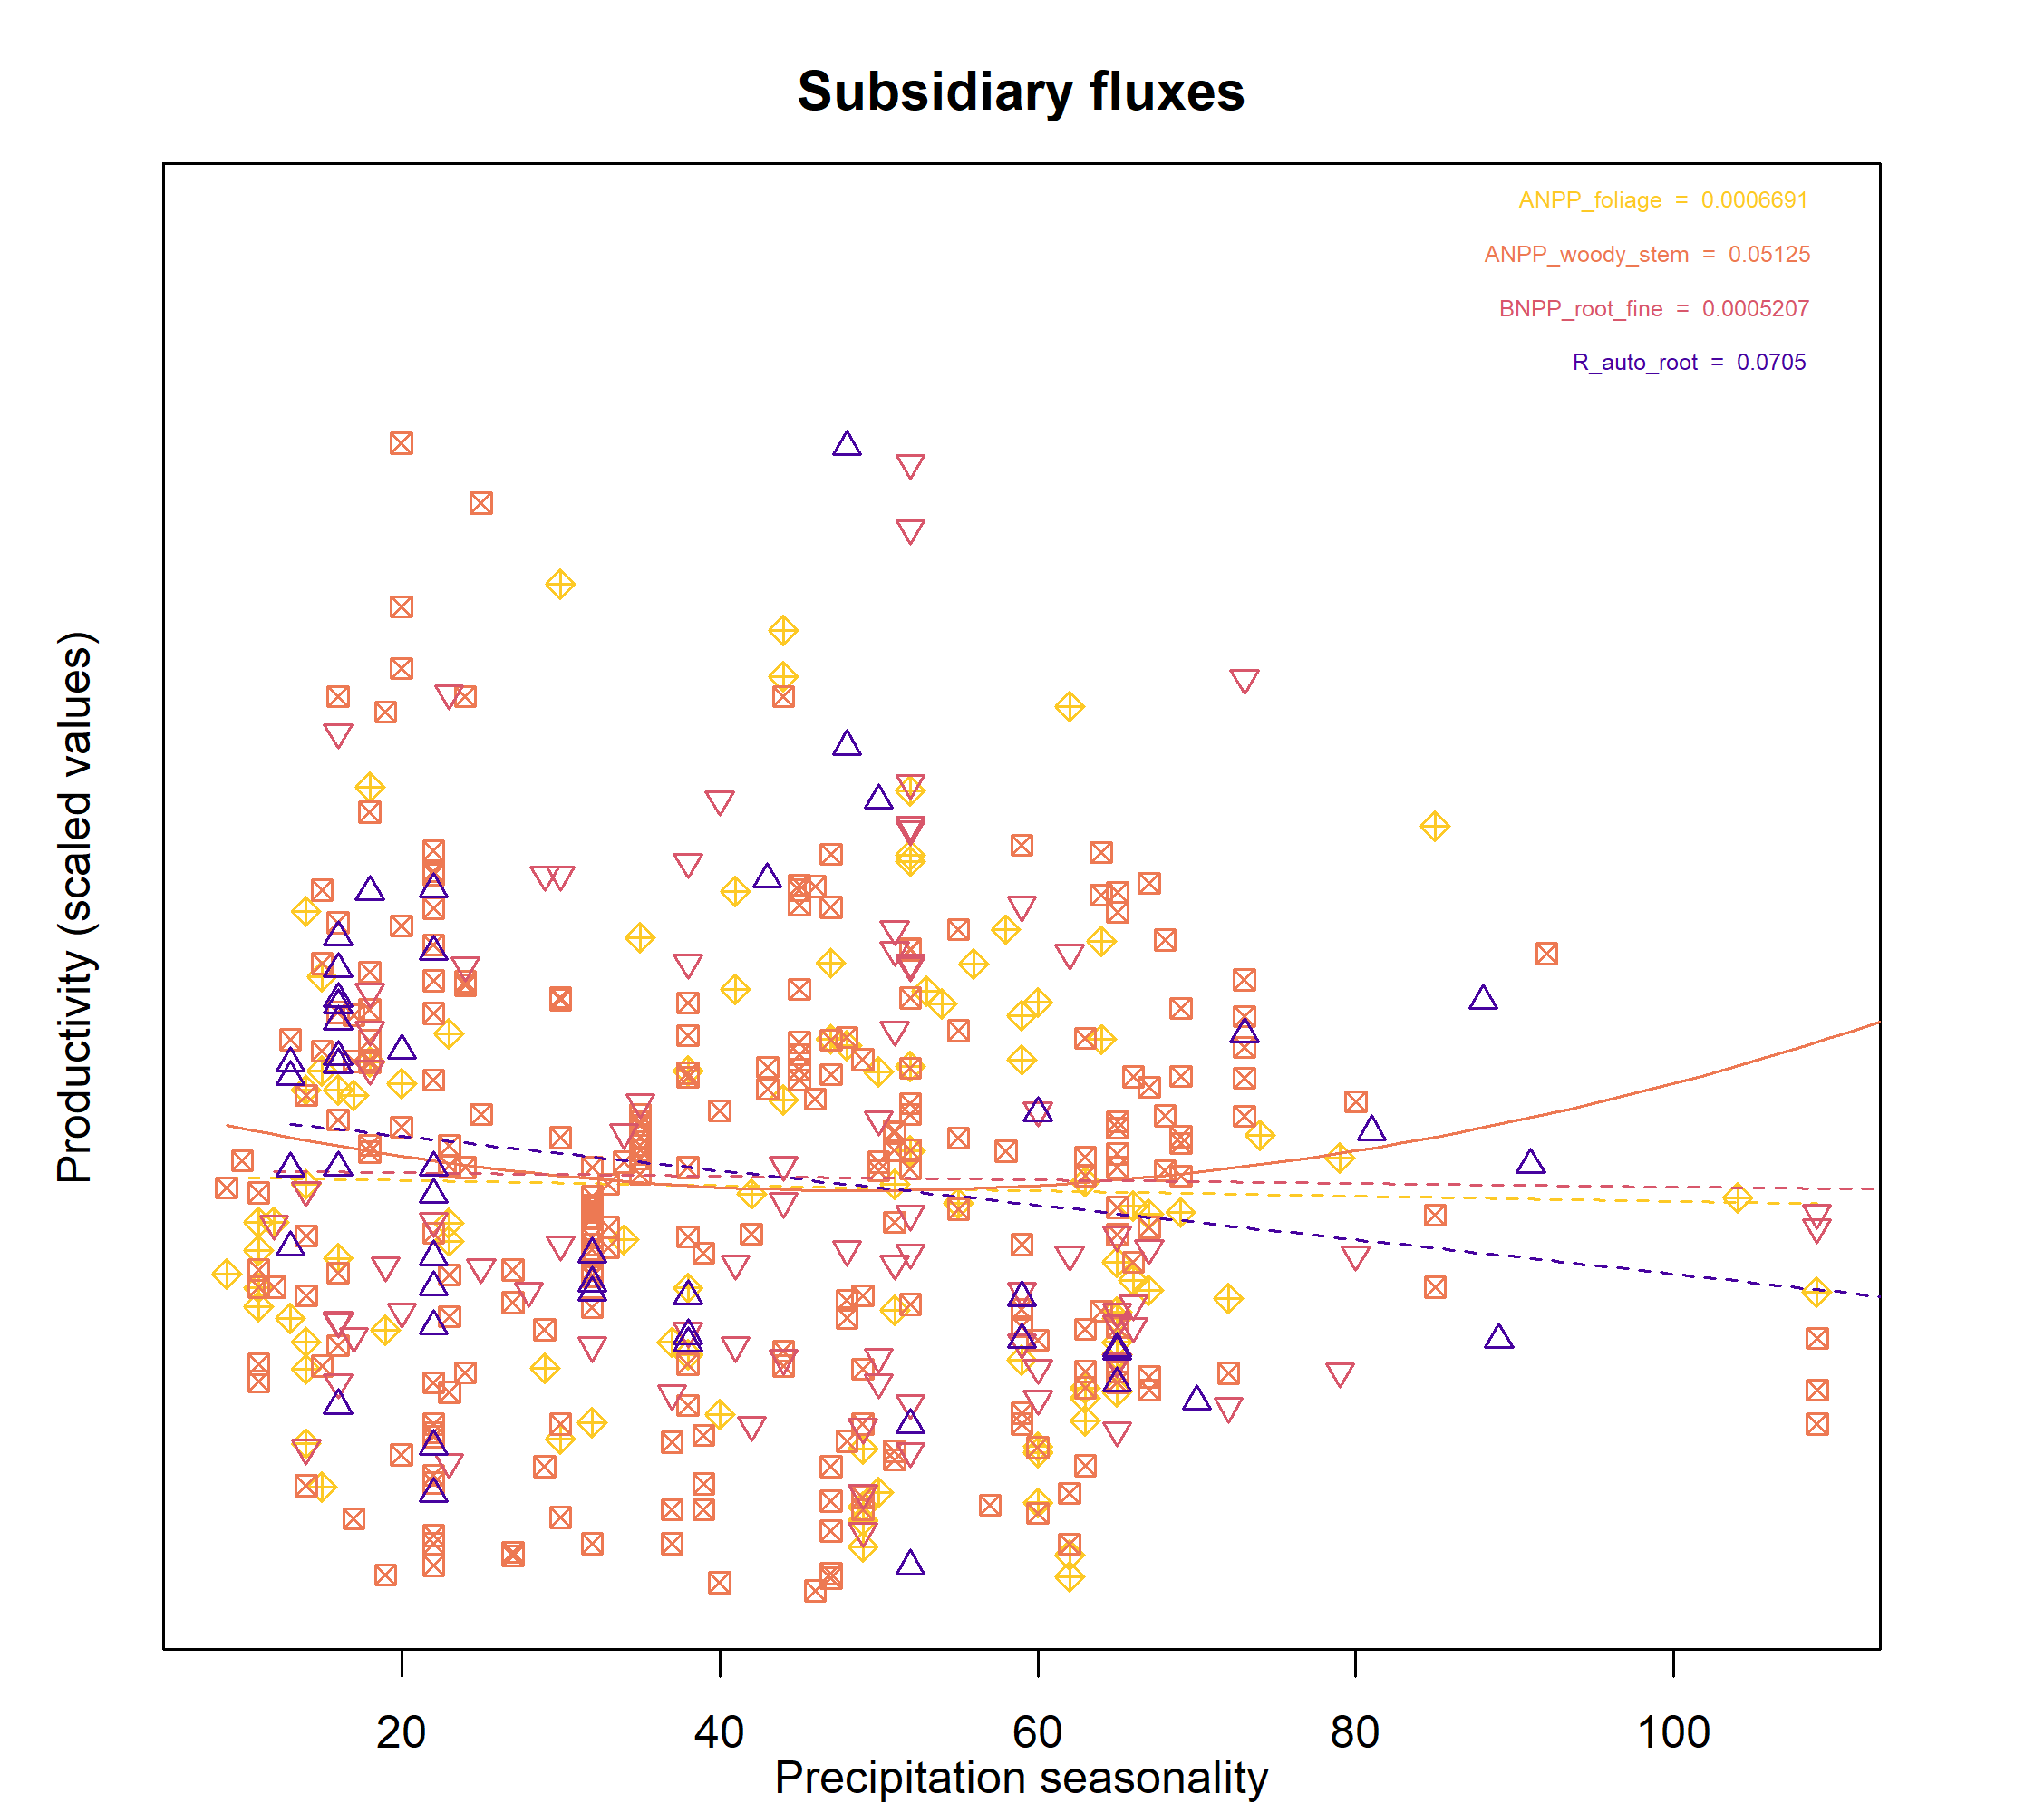 Subsidiary fluxes
ANPP_foliage = 0.0006691
ANPP_woody_stem = 0.05125
BNPP_root_fine = 0.0005207
R_auto_root = 0.0705
Productivity (scaled values)
20 40 60 80 100
Precipitation seasonality